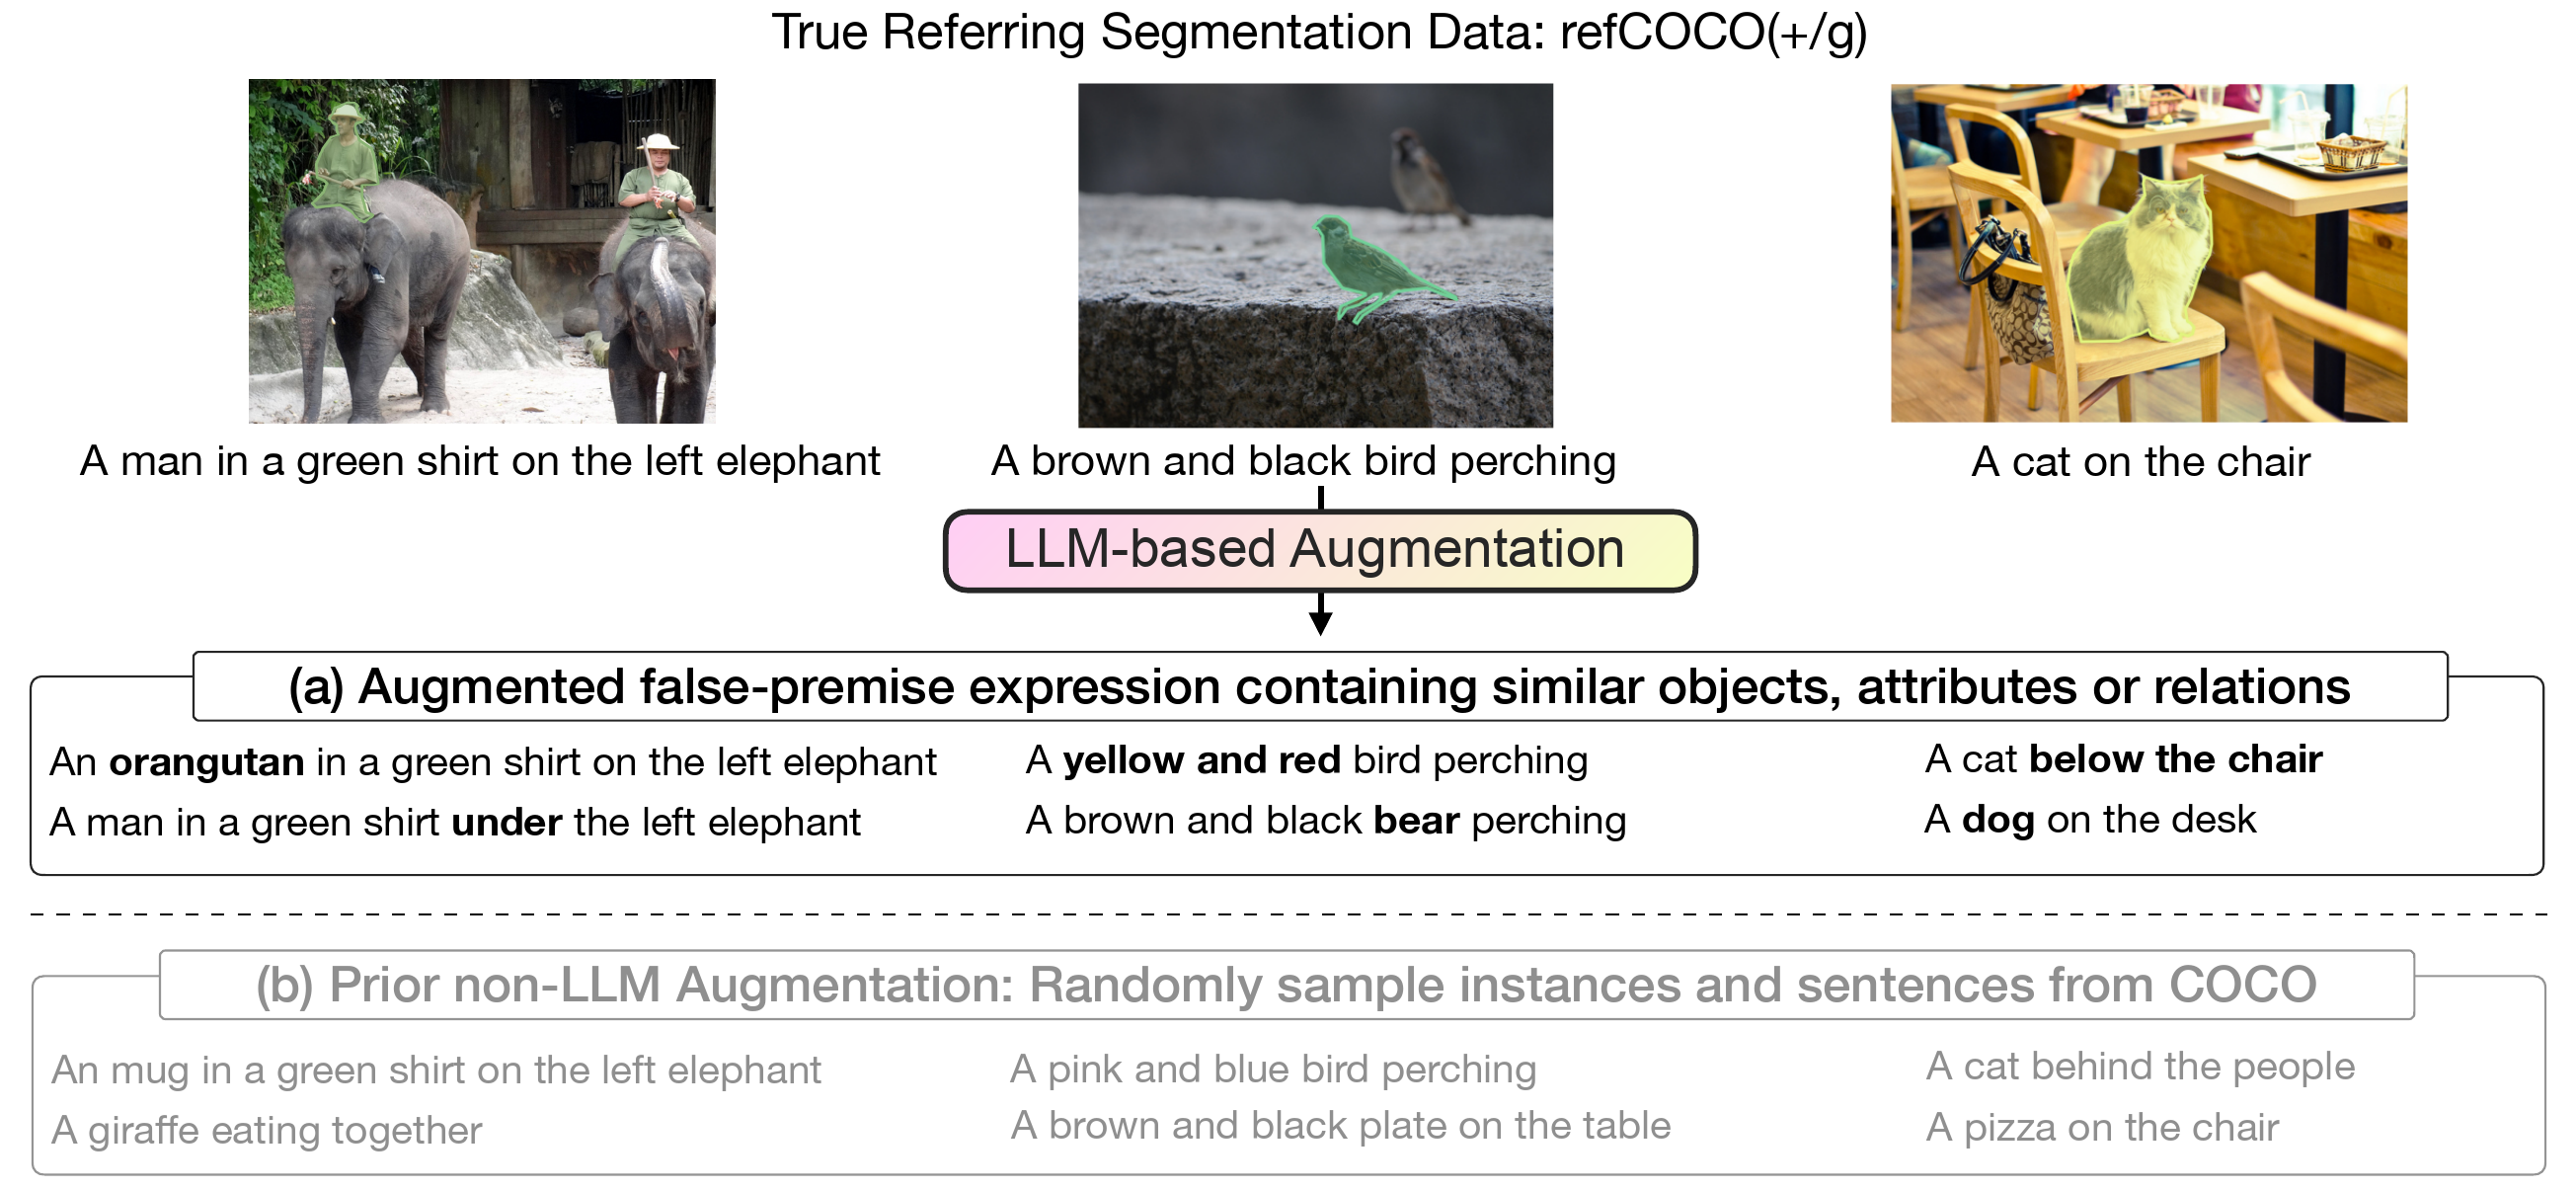 True Referring Segmentation Data: refCOCO(+/g)
A man in a green shirt on the left elephant
A brown and black bird perching
A cat on the chair
LLM-based Augmentation
(a) Augmented false-premise expression containing similar objects, attributes or relations
An orangutan in a green shirt on the left elephant
A yellow and red bird perching
A cat below the chair
A man in a green shirt under the left elephant
A brown and black bear perching
A dog on the desk
(b) Prior non-LLM Augmentation: Randomly sample instances and sentences from COCO
An mug in a green shirt on the left elephant
A pink and blue bird perching
A cat behind the people
A giraffe eating together
A brown and black plate on the table
A pizza on the chair